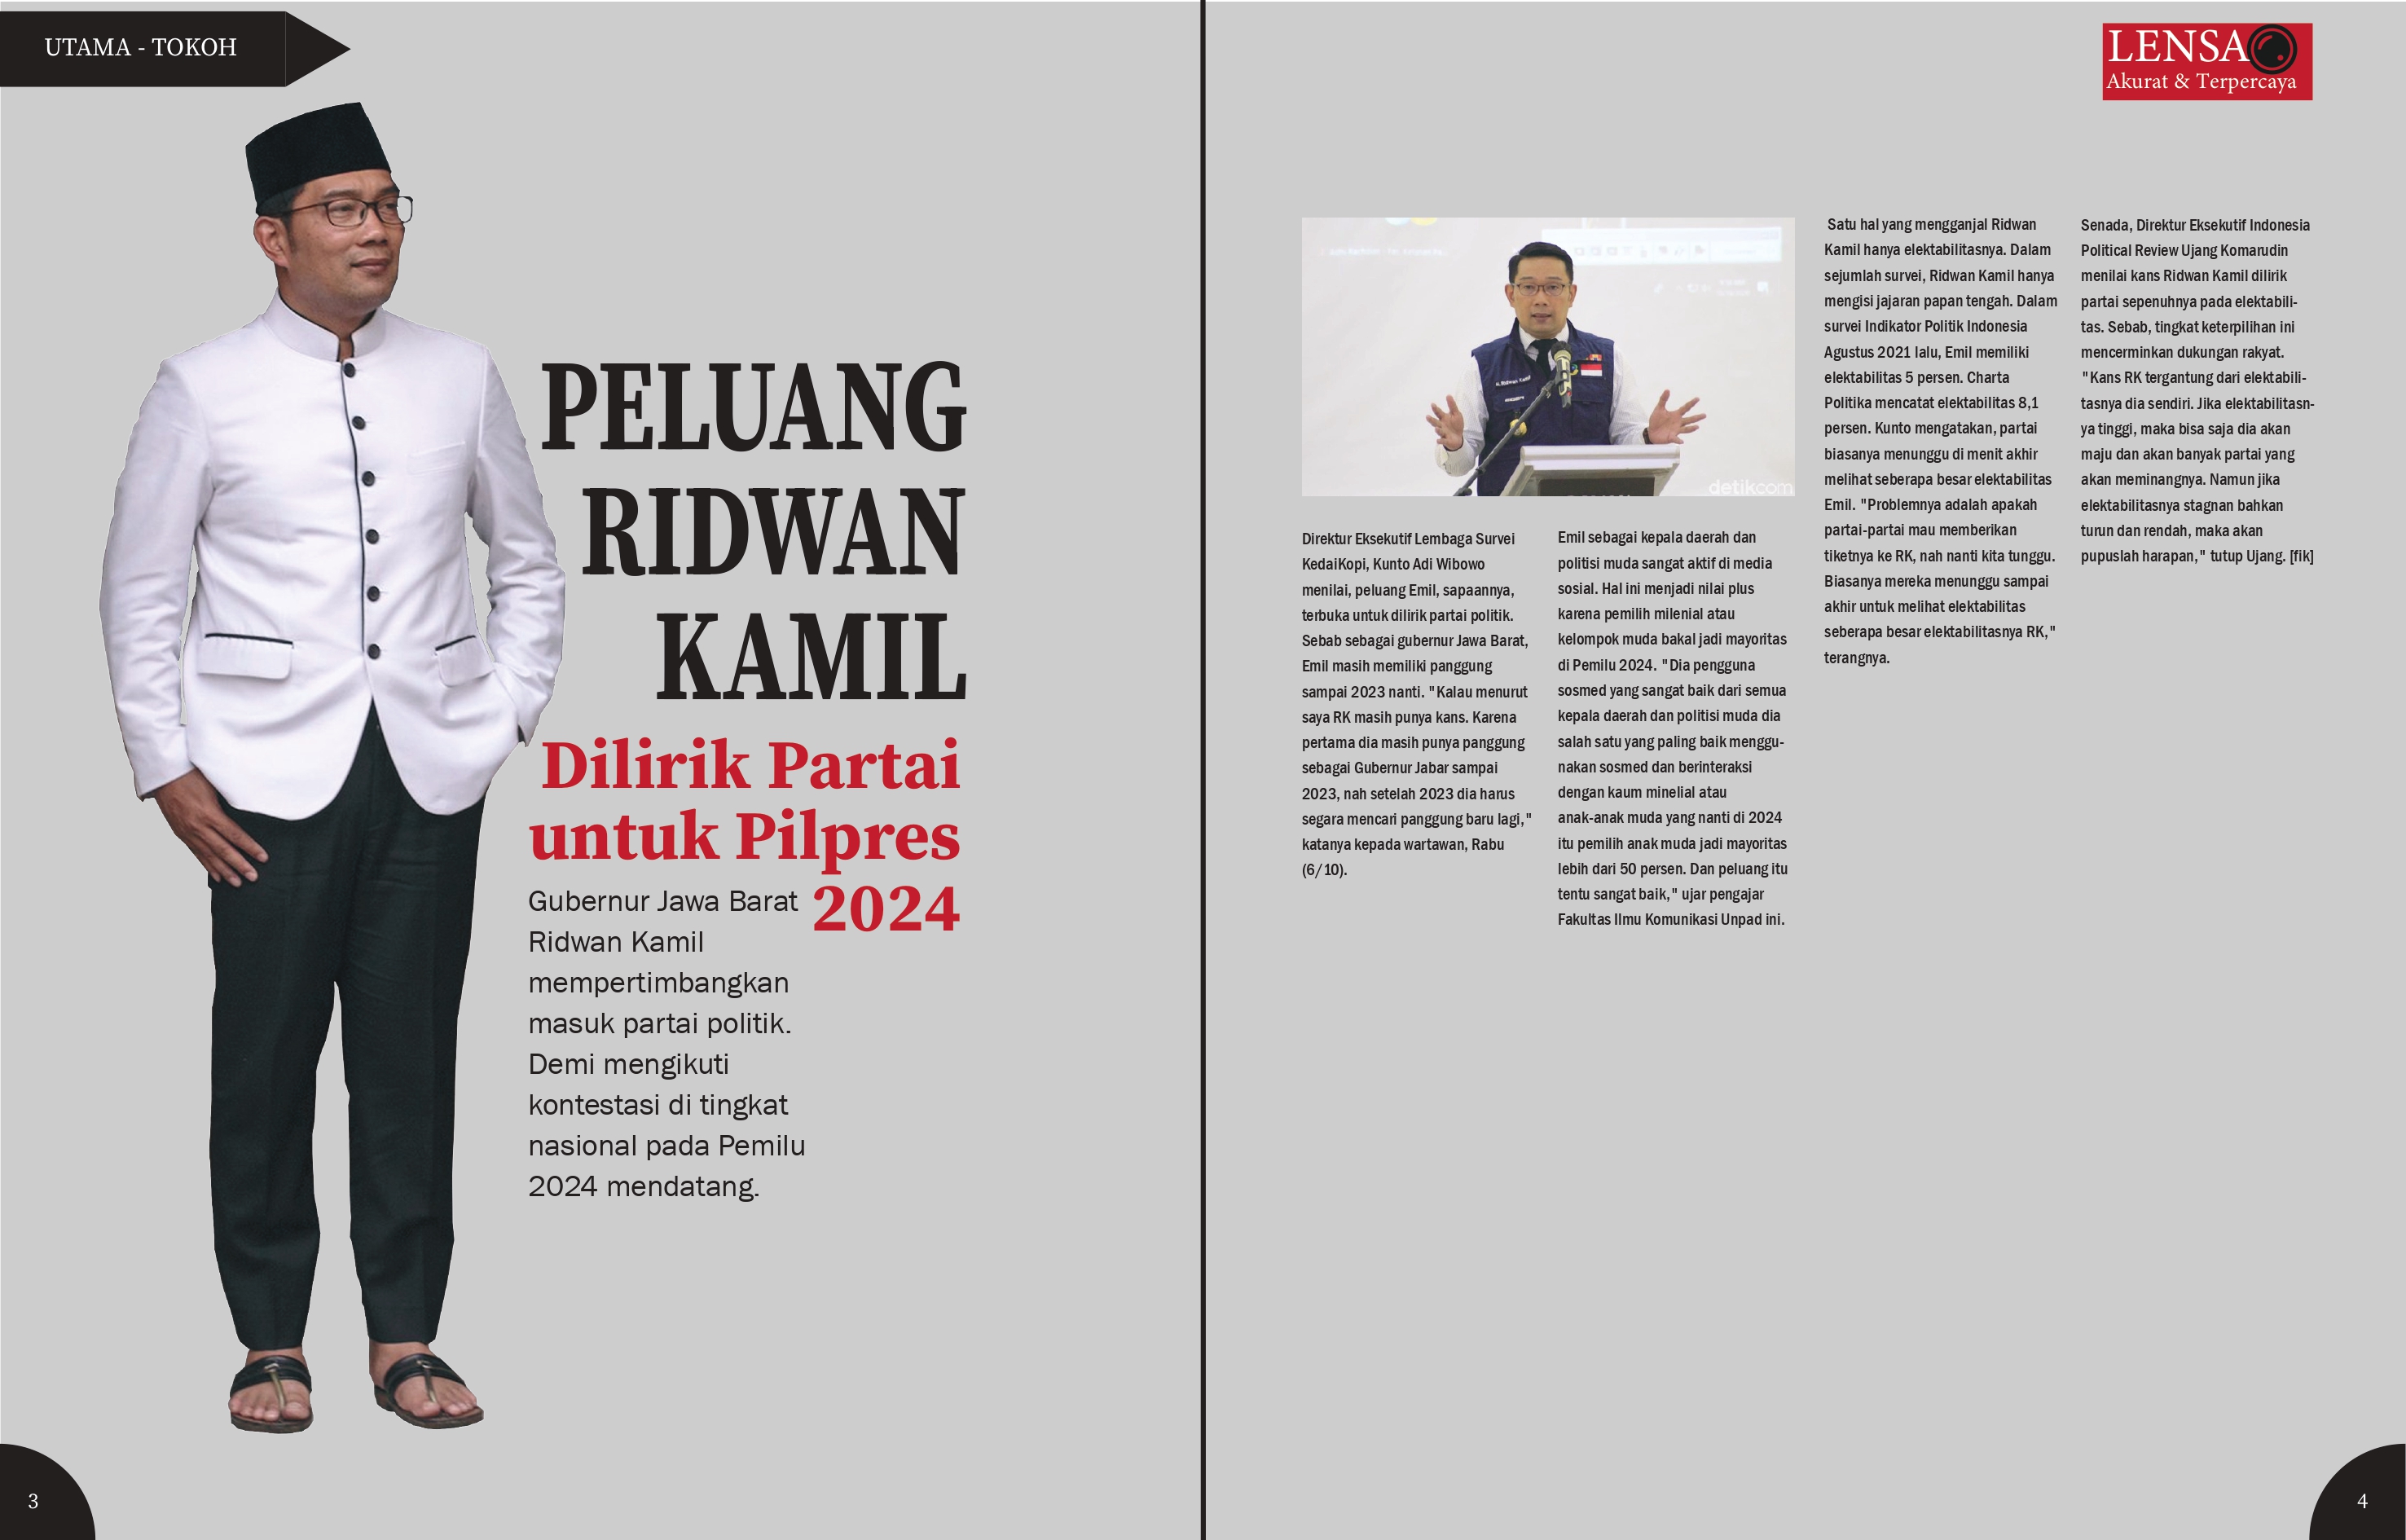 UTAMA - TOKOH
PELUANG
RIDWAN
KAMIL
Dilirik Partai
untuk Pilpres
2024
Gubernur Jawa Barat
Ridwan Kamil
mempertimbangkan
masuk partai politik.
Demi mengikuti
kontestasi di tingkat
nasional pada Pemilu
2024 mendatang.
3
LENSA
Akurat & Terpercaya
H. Ridwan Kamil
detikcom
Direktur Eksekutif Lembaga Survei
KedaiKopi, Kunto Adi Wibowo
menilai, peluang Emil, sapaannya,
terbuka untuk dilirik partai politik.
Sebab sebagai gubernur Jawa Barat,
Emil masih memiliki panggung
sampai 2023 nanti. "Kalau menurut
saya RK masih punya kans. Karena
pertama dia masih punya panggung
sebagai Gubernur Jabar sampai
2023, nah setelah 2023 dia harus
segara mencari panggung baru lagi,"
katanya kepada wartawan, Rabu
(6/10).
Emil sebagai kepala daerah dan
politisi muda sangat aktif di media
sosial. Hal ini menjadi nilai plus
karena pemilih milenial atau
kelompok muda bakal jadi mayoritas
di Pemilu 2024. "Dia pengguna
sosmed yang sangat baik dari semua
kepala daerah dan politisi muda dia
salah satu yang paling baik menggu-
nakan sosmed dan berinteraksi
dengan kaum minelial atau
anak-anak muda yang nanti di 2024
itu pemilih anak muda jadi mayoritas
lebih dari 50 persen. Dan peluang itu
tentu sangat baik," ujar pengajar
Fakultas Ilmu Komunikasi Unpad ini.
Satu hal yang mengganjal Ridwan
Kamil hanya elektabilitasnya. Dalam
sejumlah survei, Ridwan Kamil hanya
mengisi jajaran papan tengah. Dalam
survei Indikator Politik Indonesia
Agustus 2021 lalu, Emil memiliki
elektabilitas 5 persen. Charta
Politika mencatat elektabilitas 8,1
persen. Kunto mengatakan, partai
biasanya menunggu di menit akhir
melihat seberapa besar elektabilitas
Emil. "Problemnya adalah apakah
partai-partai mau memberikan
tiketnya ke RK, nah nanti kita tunggu.
Biasanya mereka menunggu sampai
akhir untuk melihat elektabilitas
seberapa besar elektabilitasnya RK,"
terangnya.
Senada, Direktur Eksekutif Indonesia
Political Review Ujang Komarudin
menilai kans Ridwan Kamil dilirik
partai sepenuhnya pada elektabili-
tas. Sebab, tingkat keterpilihan ini
mencerminkan dukungan rakyat.
"Kans RK tergantung dari elektabili-
tasnya dia sendiri. Jika elektabilitasn-
ya tinggi, maka bisa saja dia akan
maju dan akan banyak partai yang
akan meminangnya. Namun jika
elektabilitasnya stagnan bahkan
turun dan rendah, maka akan
pupuslah harapan," tutup Ujang. [fik]
4